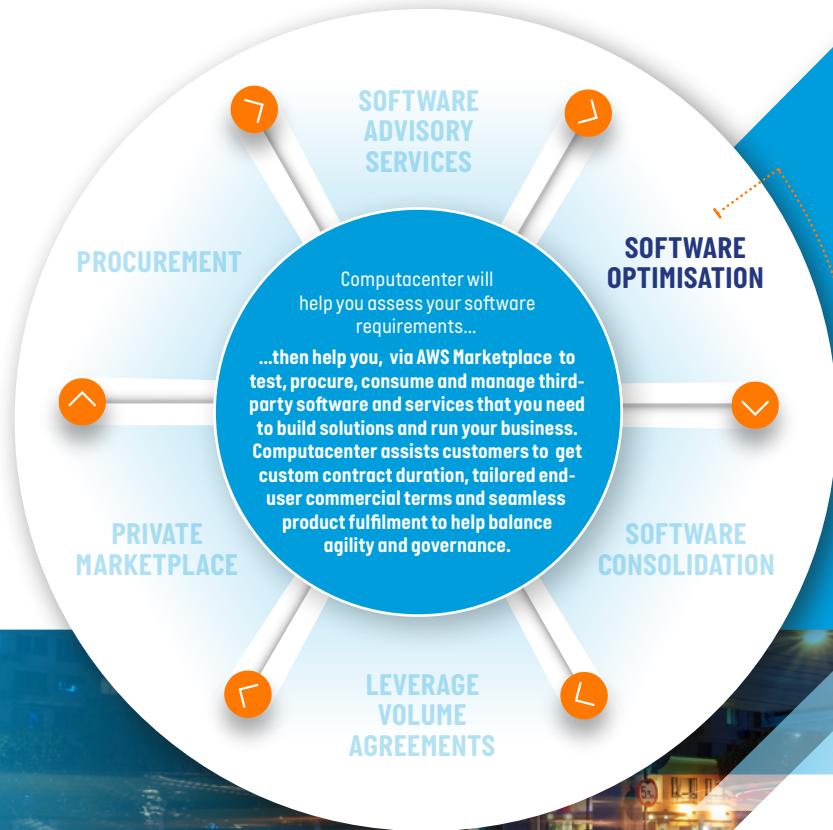 SOFTWARE
ADVISORY
SERVICES
SOFTWARE
OPTIMISATION
SOFTWARE
CONSOLIDATION
LEVERAGE
VOLUME
AGREEMENTS
PRIVATE
MARKETPLACE
PROCUREMENT
Computacenter will
help you assess your software
requirements...
...then help you, via AWS Marketplace to
test, procure, consume and manage third-
party software and services that you need
to build solutions and run your business.
Computacenter assists customers to get
custom contract duration, tailored end-
user commercial terms and seamless
product fulfilment to help balance
agility and governance.